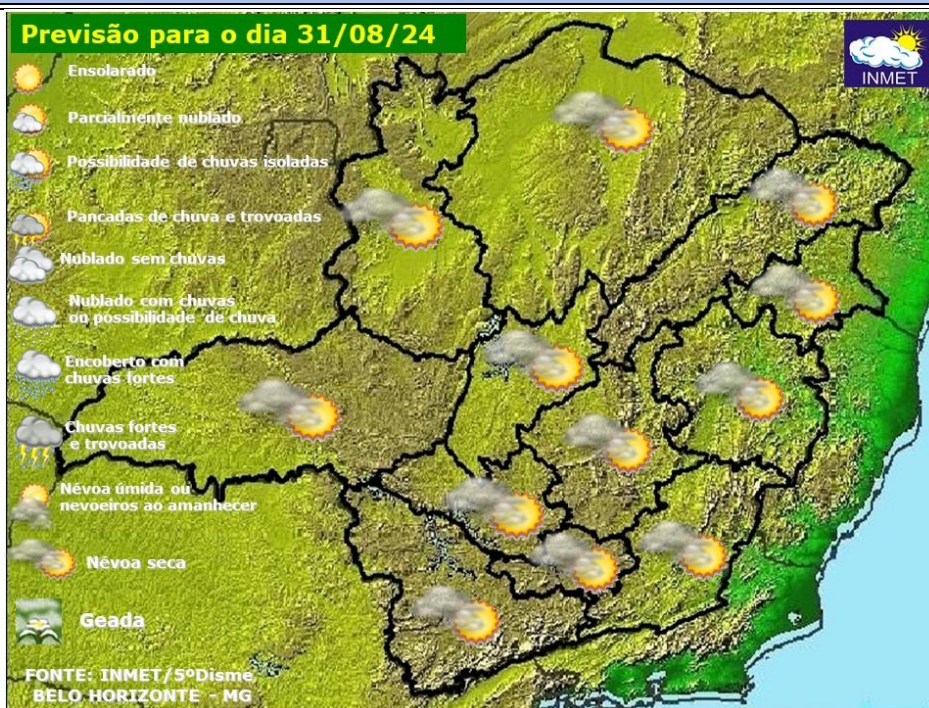 Previsão para o dia 31/08/24
INMET
Ensolarado
Parcialmente nublado
Possibilidade de chuvas isoladas
Pancadas de chuva e trovoadas
Nublado sem chuvas
Nublado com chuvas
ou possibilidade de chuva
Encoberto com
chuvas fortes
Chuvas fortes
e trovoadas
Névoa úmida ou
nevoeiros ao amanhecer
Névoa seca
Geada
FONTE: INMET/5ºDisme
BELO HORIZONTE - MG